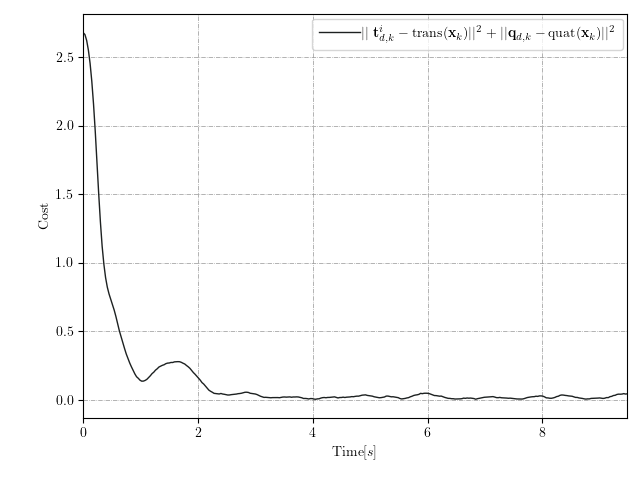 || t^i_{d,k} − trans(x_k)||^2 + ||q_{d,k} − quat(x_k)||^2
2.5
2.0
1.5
1.0
0.5
0.0
Cost
0 2 4 6 8
Time[s]